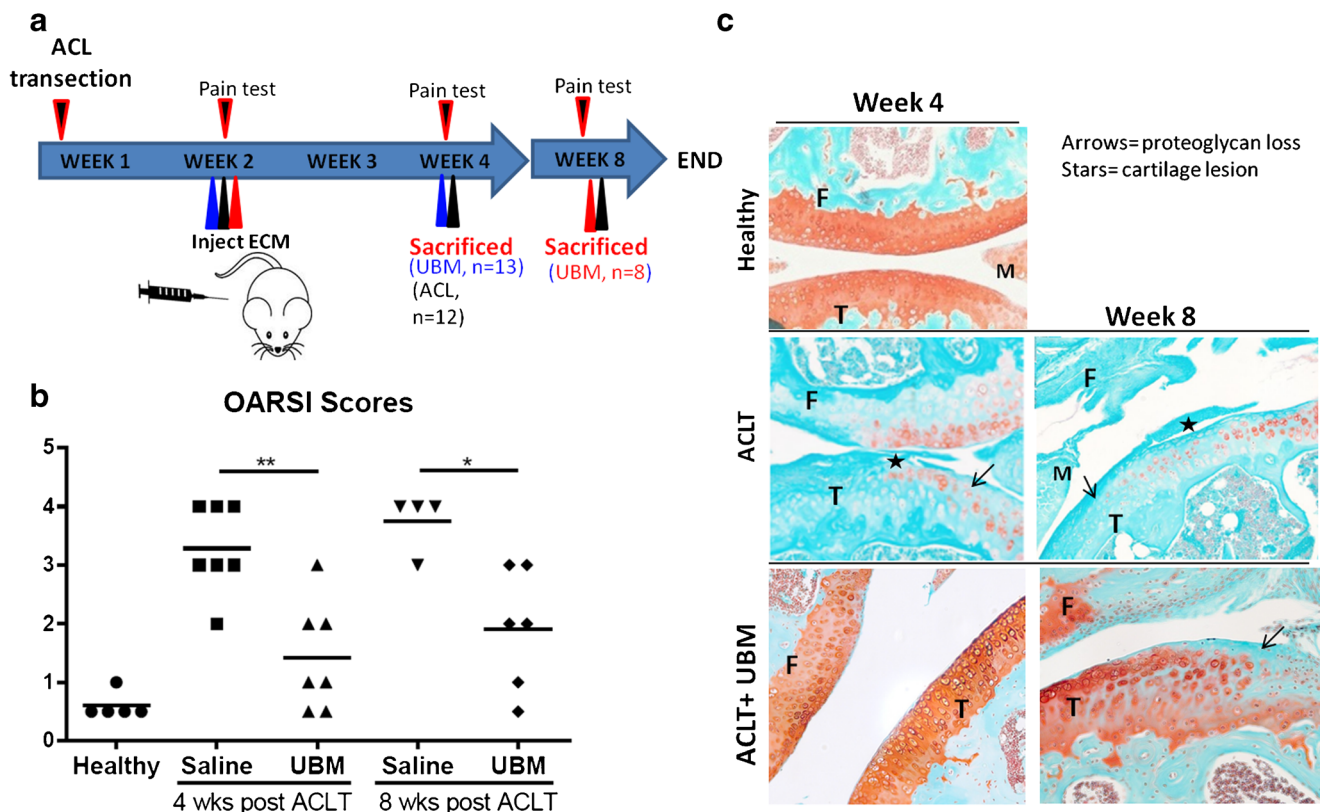 a
ACL
transection
Pain test
Pain test
Pain test
WEEK 1
WEEK 2
WEEK 3
WEEK 4
WEEK 8
END
Inject ECM
Sacrificed
(UBM, n=13)
(ACL,
n=12)
Sacrificed
(UBM, n=8)
b
OARSI Scores
5
4
3
2
1
0
**
*
Healthy
Saline
UBM
Saline
UBM
4 wks post ACLT
8 wks post ACLT
c
Week 4
Arrows= proteoglycan loss
Stars= cartilage lesion
Healthy
F
M
T
Week 8
ACLT
F
T
F
M
T
ACLT+ UBM
F
T
F
T